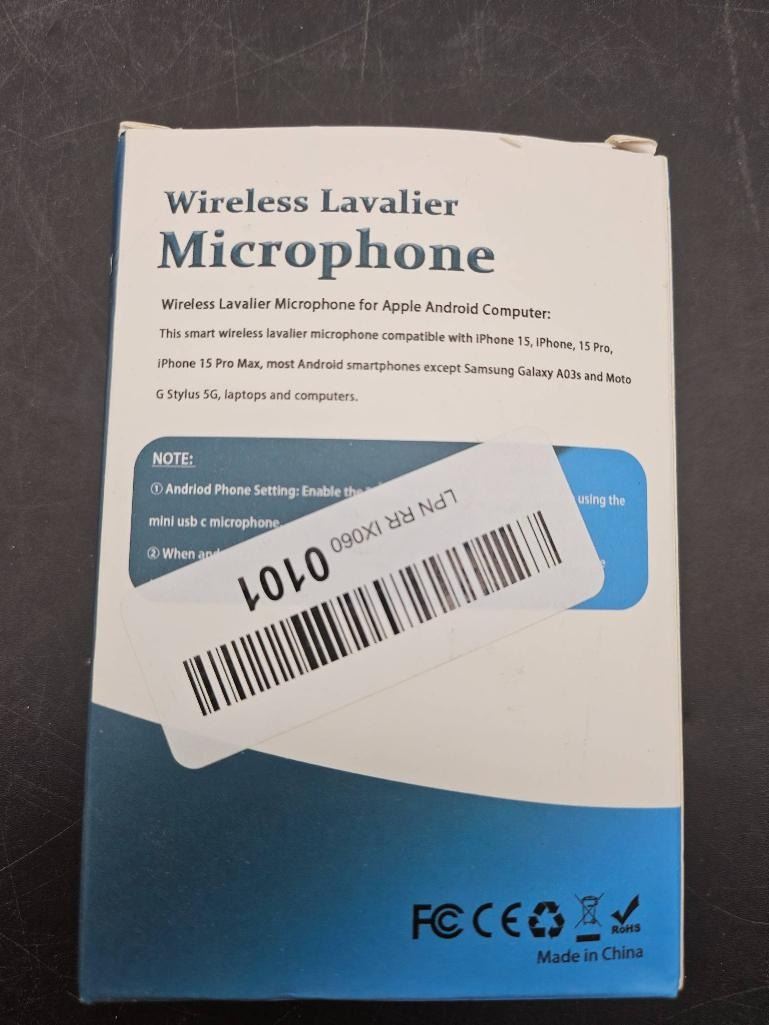 Wireless Lavalier
Microphone
Wireless Lavalier Microphone for Apple Android Computer:
This smart wireless lavalier microphone compatible with iPhone 15, iPhone, 15 Pro,
iPhone 15 Pro Max, most Android smartphones except Samsung Galaxy A03s and Moto
G Stylus 5G, laptops and computers.
NOTE:
① Andriod Phone Setting: Enable the using the
mini usb c microphone.
② When
LPN RR IX060 0101
FC CE RoHS
Made in China